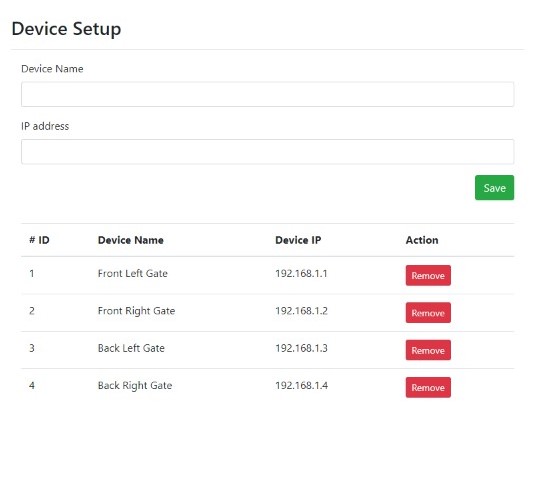 Device Setup
Device Name
IP address
Save
# ID Device Name Device IP Action
1 Front Left Gate 192.168.1.1 Remove
2 Front Right Gate 192.168.1.2 Remove
3 Back Left Gate 192.168.1.3 Remove
4 Back Right Gate 192.168.1.4 Remove